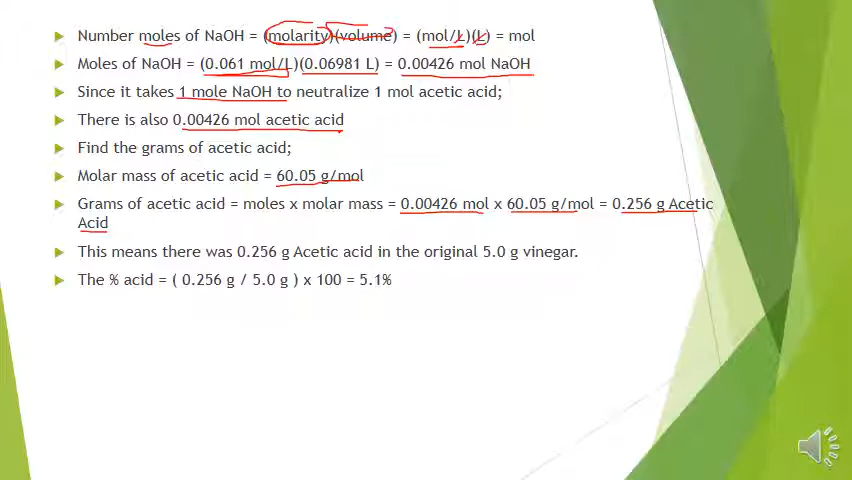 Number moles of NaOH = (molarity)(volume) = (mol/L)(L) = mol
Moles of NaOH = (0.061 mol/L)(0.06981 L) = 0.00426 mol NaOH
Since it takes 1 mole NaOH to neutralize 1 mol acetic acid;
There is also 0.00426 mol acetic acid
Find the grams of acetic acid;
Molar mass of acetic acid = 60.05 g/mol
Grams of acetic acid = moles x molar mass = 0.00426 mol x 60.05 g/mol = 0.256 g Acetic
Acid
This means there was 0.256 g Acetic acid in the original 5.0 g vinegar.
The % acid = ( 0.256 g / 5.0 g ) x 100 = 5.1%